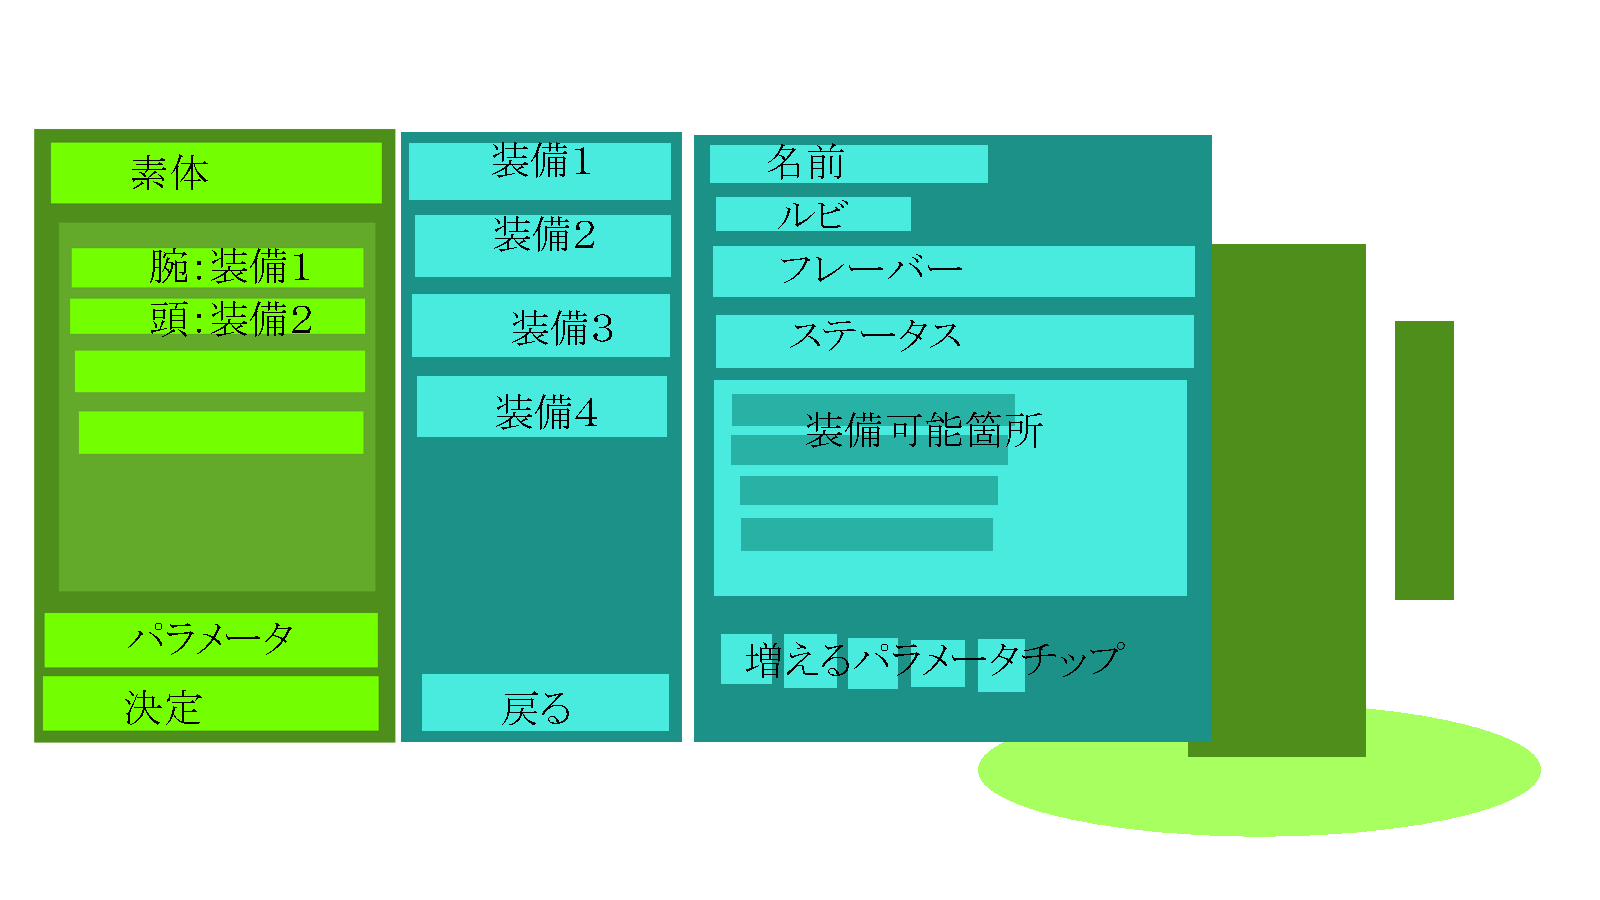 素体
腕:装備1
頭:装備2
パラメータ
決定
装備1
装備2
装備3
装備4
戻る
名前
ルビ
フレーバー
ステータス
装備可能箇所
増えるパラメータチップ